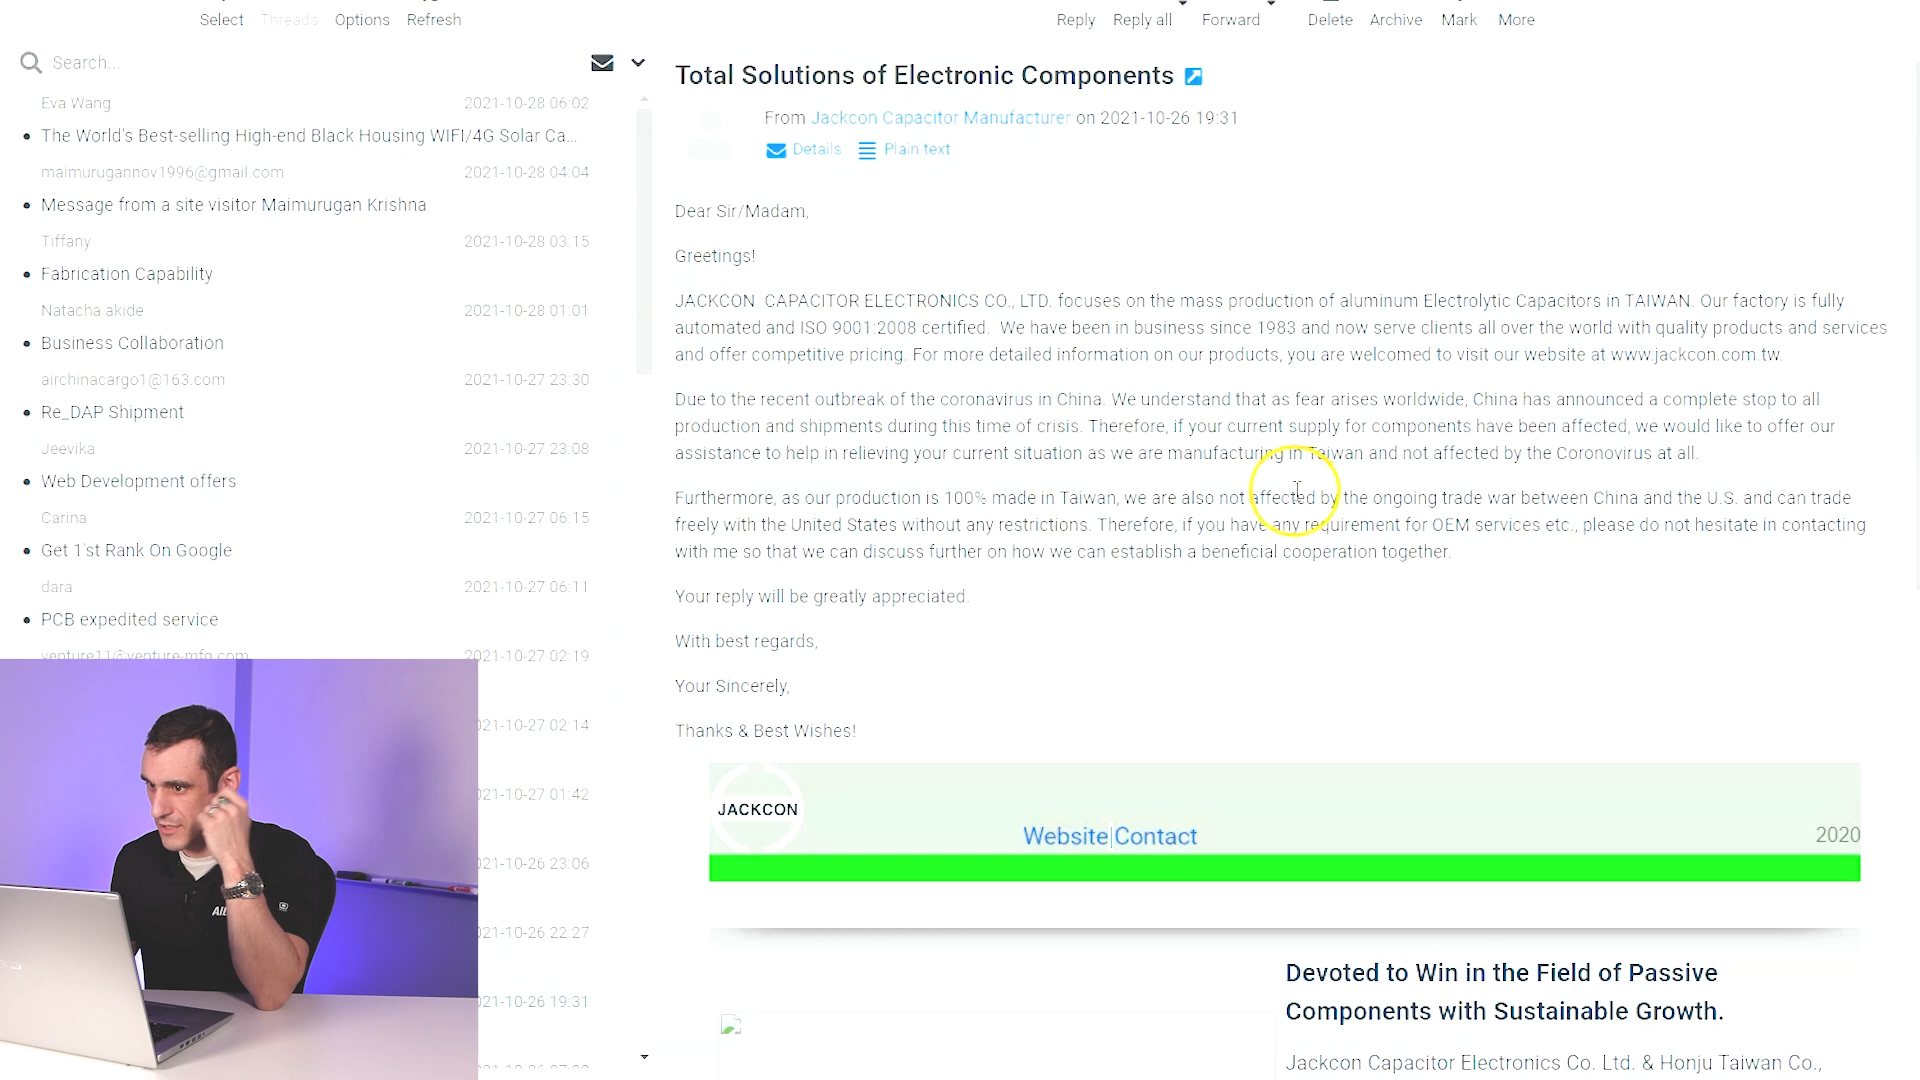 Select Threads Options Refresh
Reply Reply all Forward Delete Archive Mark More
Search...
Eva Wang 2021-10-28 06:02
The World's Best-selling High-end Black Housing WIFI/4G Solar Ca...
maimurugannov1996@gmail.com 2021-10-28 04:04
Message from a site visitor Maimurugan Krishna
Tiffany 2021-10-28 03:15
Fabrication Capability
Natacha akide 2021-10-28 01:01
Business Collaboration
airchinacargo1@163.com 2021-10-27 23:30
Re_DAP Shipment
Jeevika 2021-10-27 23:08
Web Development offers
Carina 2021-10-27 06:15
Get 1'st Rank On Google
dara 2021-10-27 06:11
PCB expedited service
venture11@venture-mfg.com 2021-10-27 02:19
2021-10-27 02:14
2021-10-27 01:42
2021-10-26 23:06
2021-10-26 22:27
2021-10-26 19:31
Total Solutions of Electronic Components
From Jackcon Capacitor Manufacturer on 2021-10-26 19:31
Details Plain text
Dear Sir/Madam,
Greetings!
JACKCON CAPACITOR ELECTRONICS CO., LTD. focuses on the mass production of aluminum Electrolytic Capacitors in TAIWAN. Our factory is fully
automated and ISO 9001:2008 certified. We have been in business since 1983 and now serve clients all over the world with quality products and services
and offer competitive pricing. For more detailed information on our products, you are welcomed to visit our website at www.jackcon.com.tw.
Due to the recent outbreak of the coronavirus in China. We understand that as fear arises worldwide, China has announced a complete stop to all
production and shipments during this time of crisis. Therefore, if your current supply for components have been affected, we would like to offer our
assistance to help in relieving your current situation as we are manufacturing in Taiwan and not affected by the Coronovirus at all.
Furthermore, as our production is 100% made in Taiwan, we are also not affected by the ongoing trade war between China and the U.S. and can trade
freely with the United States without any restrictions. Therefore, if you have any requirement for OEM services etc., please do not hesitate in contacting
with me so that we can discuss further on how we can establish a beneficial cooperation together.
Your reply will be greatly appreciated.
With best regards,
Your Sincerely,
Thanks & Best Wishes!
JACKCON
Website Contact
2020
Devoted to Win in the Field of Passive
Components with Sustainable Growth.
Jackcon Capacitor Electronics Co. Ltd. & Honju Taiwan Co.,